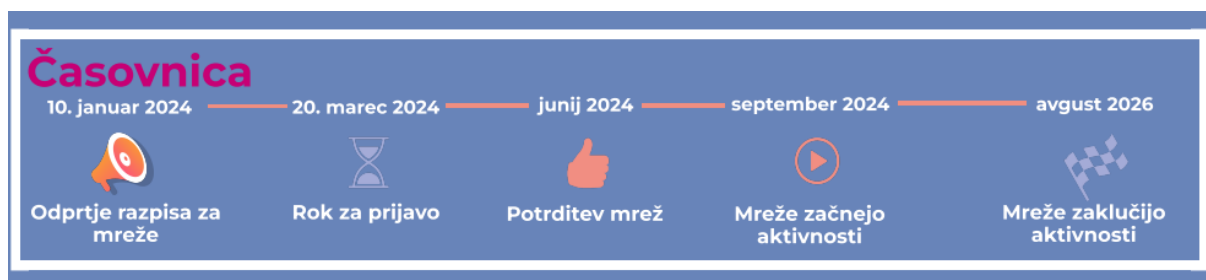 Časovnica
10. januar 2024
20. marec 2024
junij 2024
september 2024
avgust 2026
Odprtje razpisa za
mreže
Rok za prijavo
Potrditev mrež
Mreže začnejo
aktivnosti
Mreže zaklučijo
aktivnosti